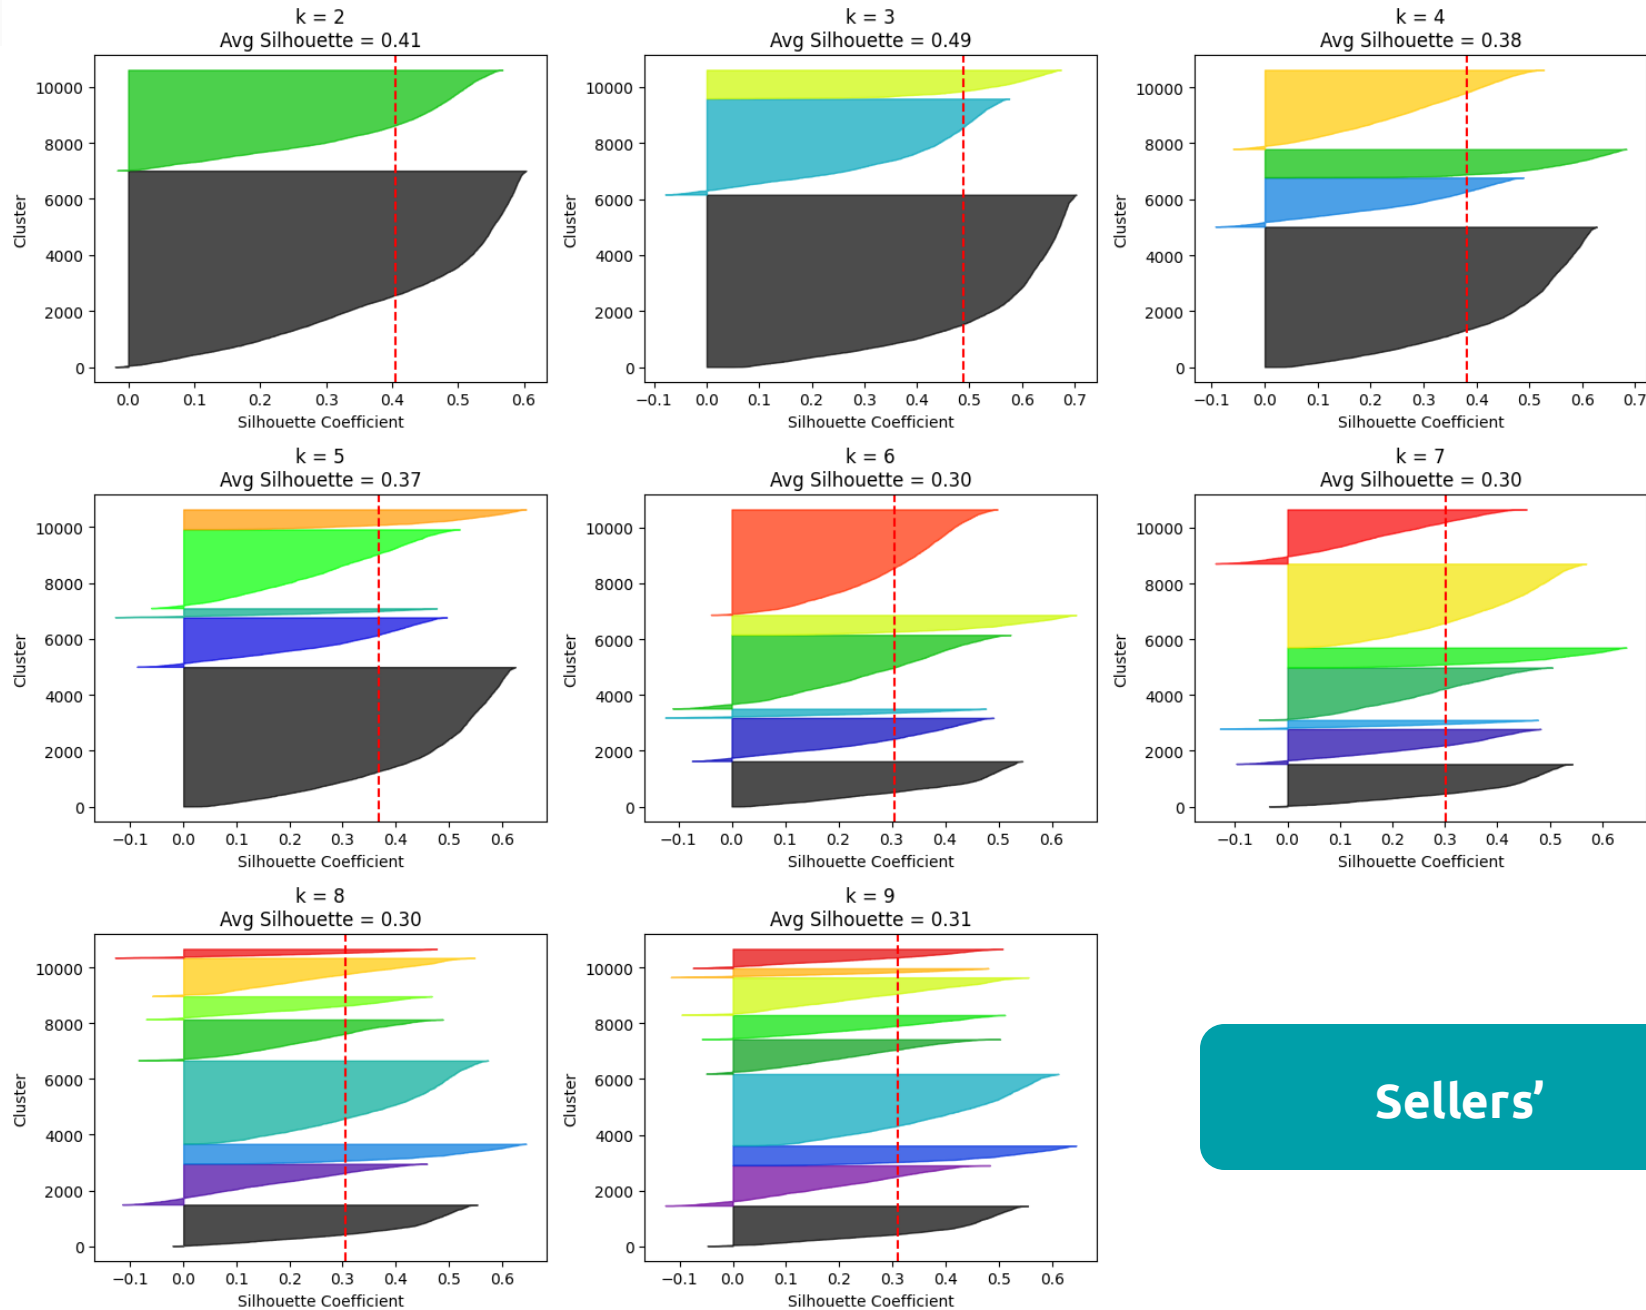 k = 2
Avg Silhouette = 0.41
10000
8000
6000
4000
2000
0
Cluster
0.0 0.1 0.2 0.3 0.4 0.5 0.6
Silhouette Coefficient
k = 3
Avg Silhouette = 0.49
10000
8000
6000
4000
2000
0
Cluster
−0.1 0.0 0.1 0.2 0.3 0.4 0.5 0.6 0.7
Silhouette Coefficient
k = 4
Avg Silhouette = 0.38
10000
8000
6000
4000
2000
0
Cluster
−0.1 0.0 0.1 0.2 0.3 0.4 0.5 0.6 0.7
Silhouette Coefficient
k = 5
Avg Silhouette = 0.37
10000
8000
6000
4000
2000
0
Cluster
−0.1 0.0 0.1 0.2 0.3 0.4 0.5 0.6
Silhouette Coefficient
k = 6
Avg Silhouette = 0.30
10000
8000
6000
4000
2000
0
Cluster
−0.1 0.0 0.1 0.2 0.3 0.4 0.5 0.6
Silhouette Coefficient
k = 7
Avg Silhouette = 0.30
10000
8000
6000
4000
2000
0
Cluster
−0.1 0.0 0.1 0.2 0.3 0.4 0.5 0.6
Silhouette Coefficient
k = 8
Avg Silhouette = 0.30
10000
8000
6000
4000
2000
0
Cluster
−0.1 0.0 0.1 0.2 0.3 0.4 0.5 0.6
Silhouette Coefficient
k = 9
Avg Silhouette = 0.31
10000
8000
6000
4000
2000
0
Cluster
−0.1 0.0 0.1 0.2 0.3 0.4 0.5 0.6
Silhouette Coefficient
Sellers’